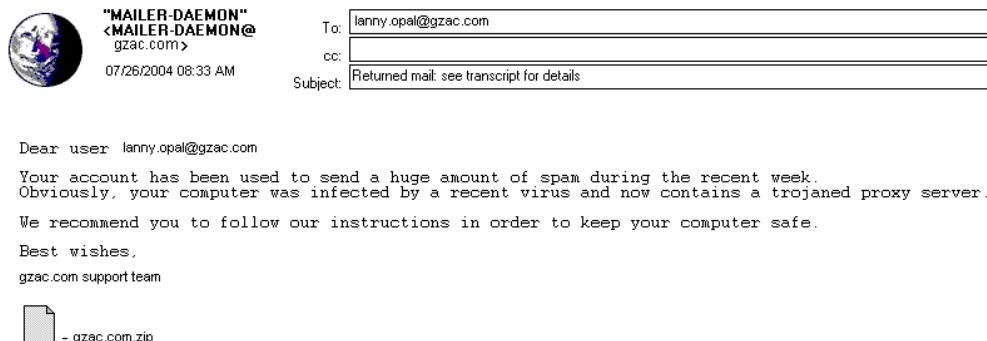 "MAILER-DAEMON"
<MAILER-DAEMON@
gzac.com>
07/26/2004 08:33 AM
To: lanny.opal@gzac.com
cc:
Subject: Returned mail: see transcript for details
Dear user lanny.opal@gzac.com
Your account has been used to send a huge amount of spam during the recent week.
Obviously, your computer was infected by a recent virus and now contains a trojaned proxy server.
We recommend you to follow our instructions in order to keep your computer safe.
Best wishes,
gzac.com support team
- gzac.com.zip